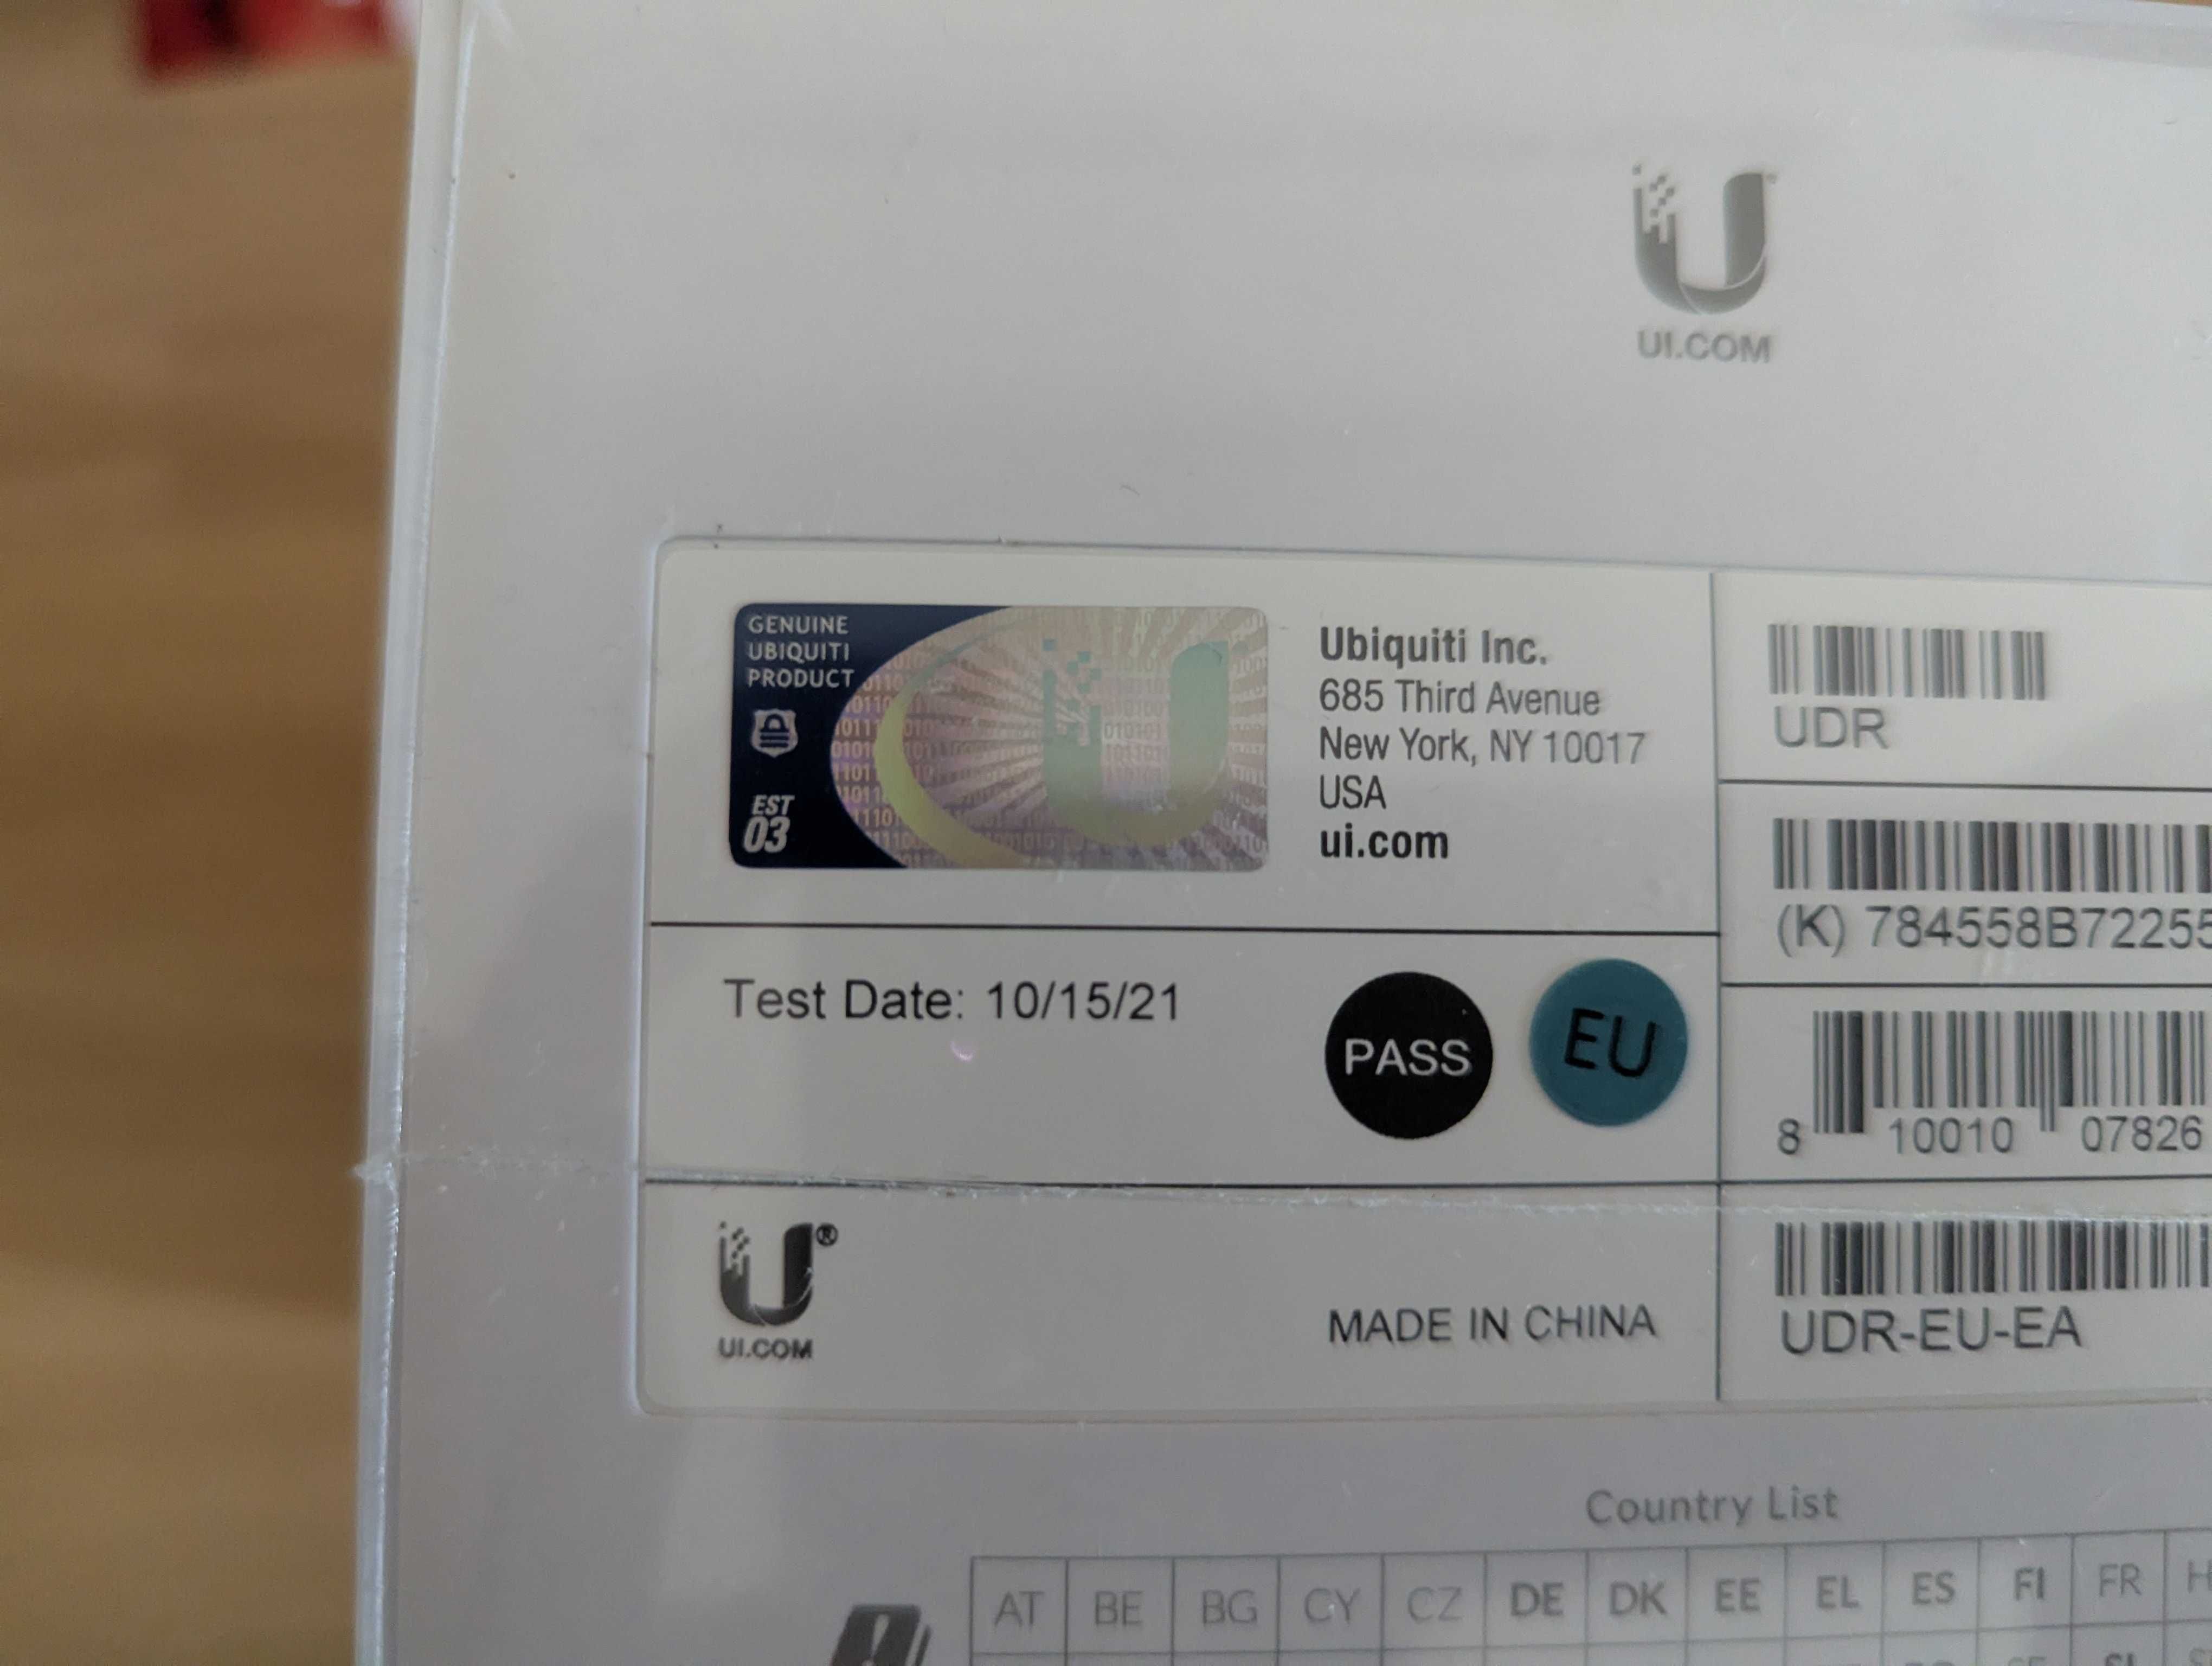 UI.COM
GENUINE
UBIQUITI
PRODUCT
EST
03
Ubiquiti Inc.
685 Third Avenue
New York, NY 10017
USA
ui.com
UDR
(K) 784558B72255
Test Date: 10/15/21
PASS
EU
8 10010 07826
UI.COM
®
MADE IN CHINA
UDR-EU-EA
Country List
AT BE BG CY CZ DE DK EE EL ES FI FR